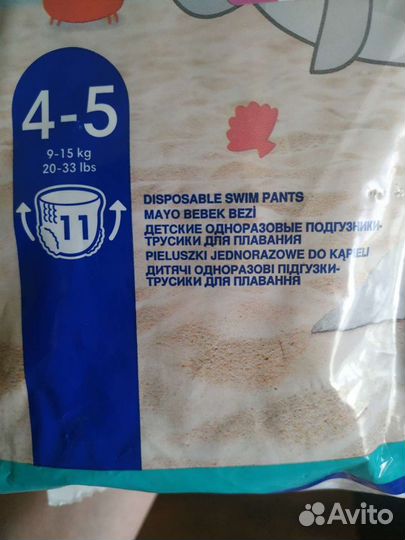 4-5
9-15 kg
20-33 lbs
11
DISPOSABLE SWIM PANTS
MAYO BEBEK BEZİ
ДЕТСКИЕ ОДНОРАЗОВЫЕ ПОДГУЗНИКИ-
ТРУСИКИ ДЛЯ ПЛАВАНИЯ
PIELUSZKI JEDNORAZOWE DO KĄPIELI
ДИТЯЧІ ОДНОРАЗОВІ ПІДГУЗКИ-
ТРУСИКИ ДЛЯ ПЛАВАННЯ
Avito